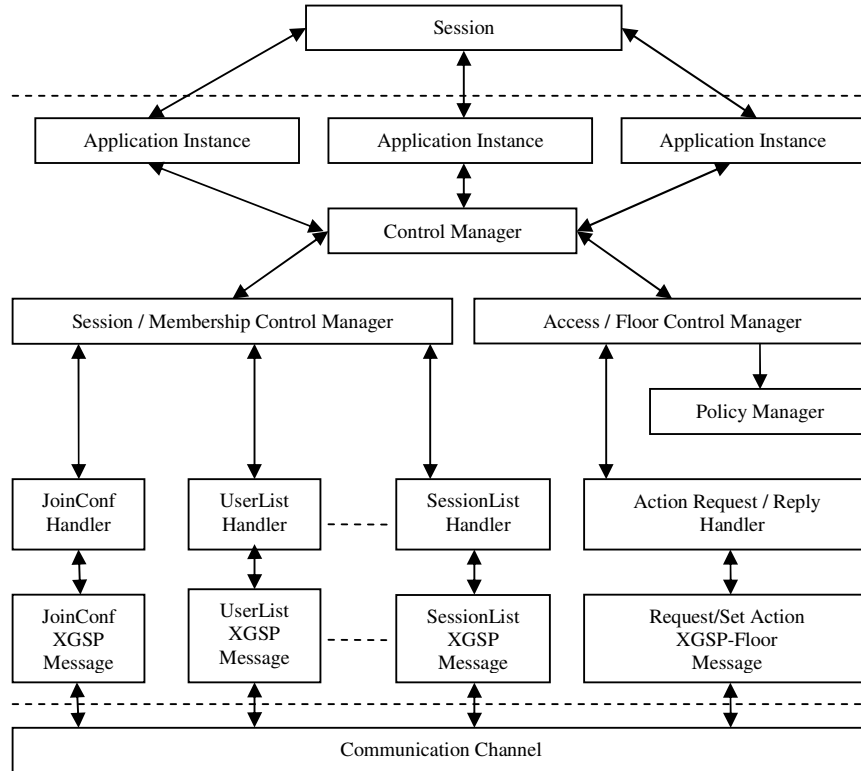 Session
Application Instance
Application Instance
Application Instance
Control Manager
Session / Membership Control Manager
Access / Floor Control Manager
Policy Manager
JoinConf
Handler
UserList
Handler
SessionList
Handler
Action Request / Reply
Handler
JoinConf
XGSP
Message
UserList
XGSP
Message
SessionList
XGSP
Message
Request/Set Action
XGSP-Floor
Message
Communication Channel